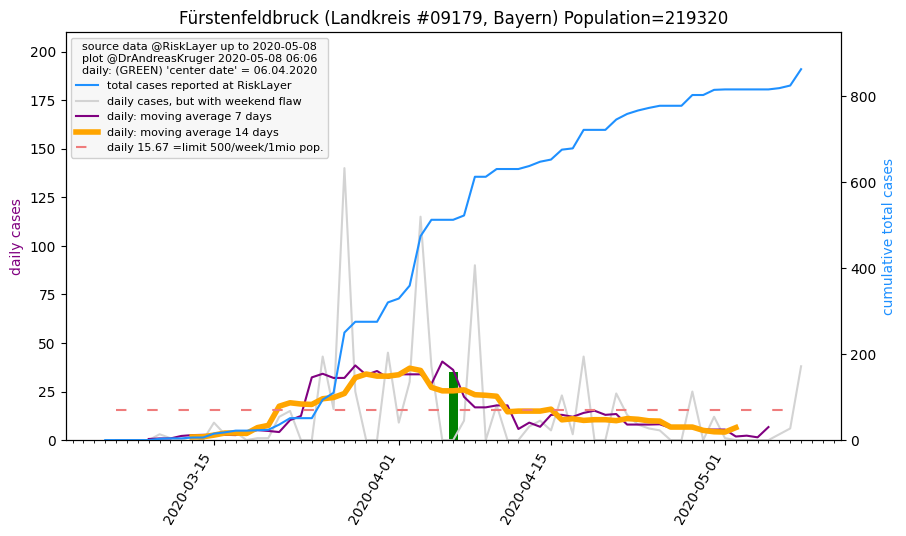 Fürstenfeldbruck (Landkreis #09179, Bayern) Population=219320
source data @RiskLayer up to 2020-05-08
plot @DrAndreasKruger 2020-05-08 06:06
daily: (GREEN) 'center date' = 06.04.2020
total cases reported at RiskLayer
daily cases, but with weekend flaw
daily: moving average 7 days
daily: moving average 14 days
daily 15.67 =limit 500/week/1mio pop.
daily cases
200
175
150
125
100
75
50
25
0
cumulative total cases
800
600
400
200
0
2020-03-15
2020-04-01
2020-04-15
2020-05-01